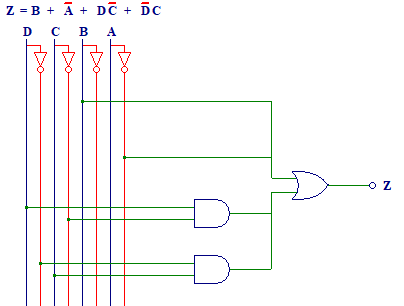 Z = B + A̅ + DC̅ + D̅C
D C B A
Z